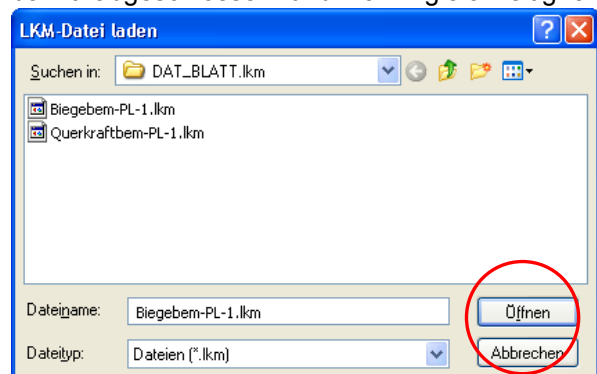 LKM-Datei laden
Suchen in: DAT_BLATT.lkm
Biegebem-PL-1.lkm
Querkraftbem-PL-1.lkm
Dateiname: Biegebem-PL-1.lkm Öffnen
Dateityp: Dateien (*.lkm) Abbrechen